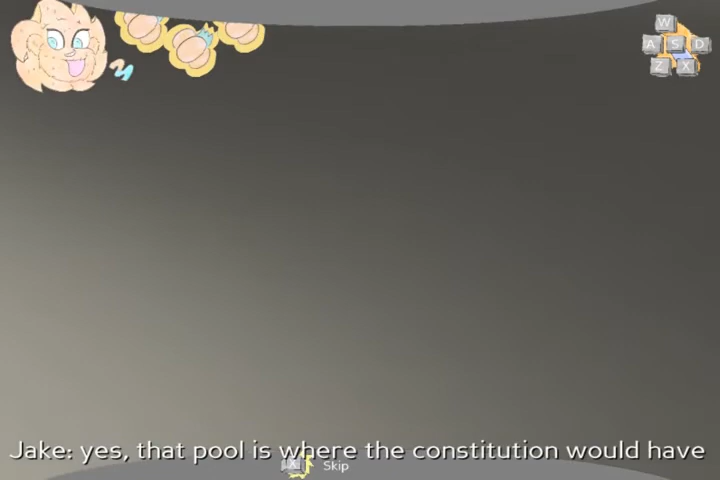 W
A S D
Z X
Jake: yes, that pool is where the constitution would have
X Skip